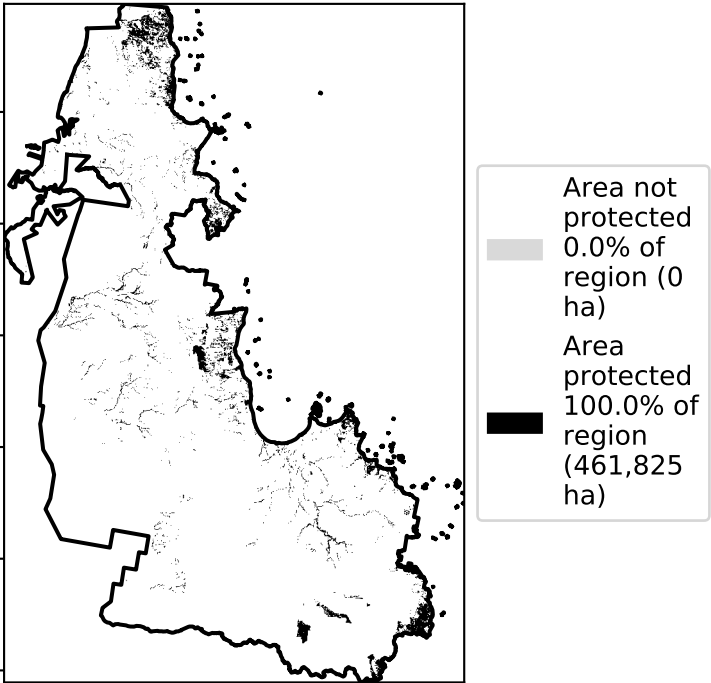 Area not
protected
0.0% of
region (0
ha)
Area
protected
100.0% of
region
(461,825
ha)